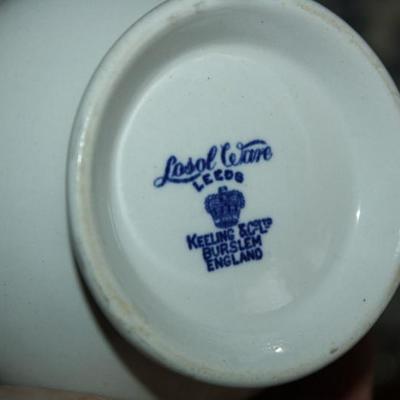 Losol Ware
LEEDS
KEELING & Co LTD
BURSLEM
ENGLAND